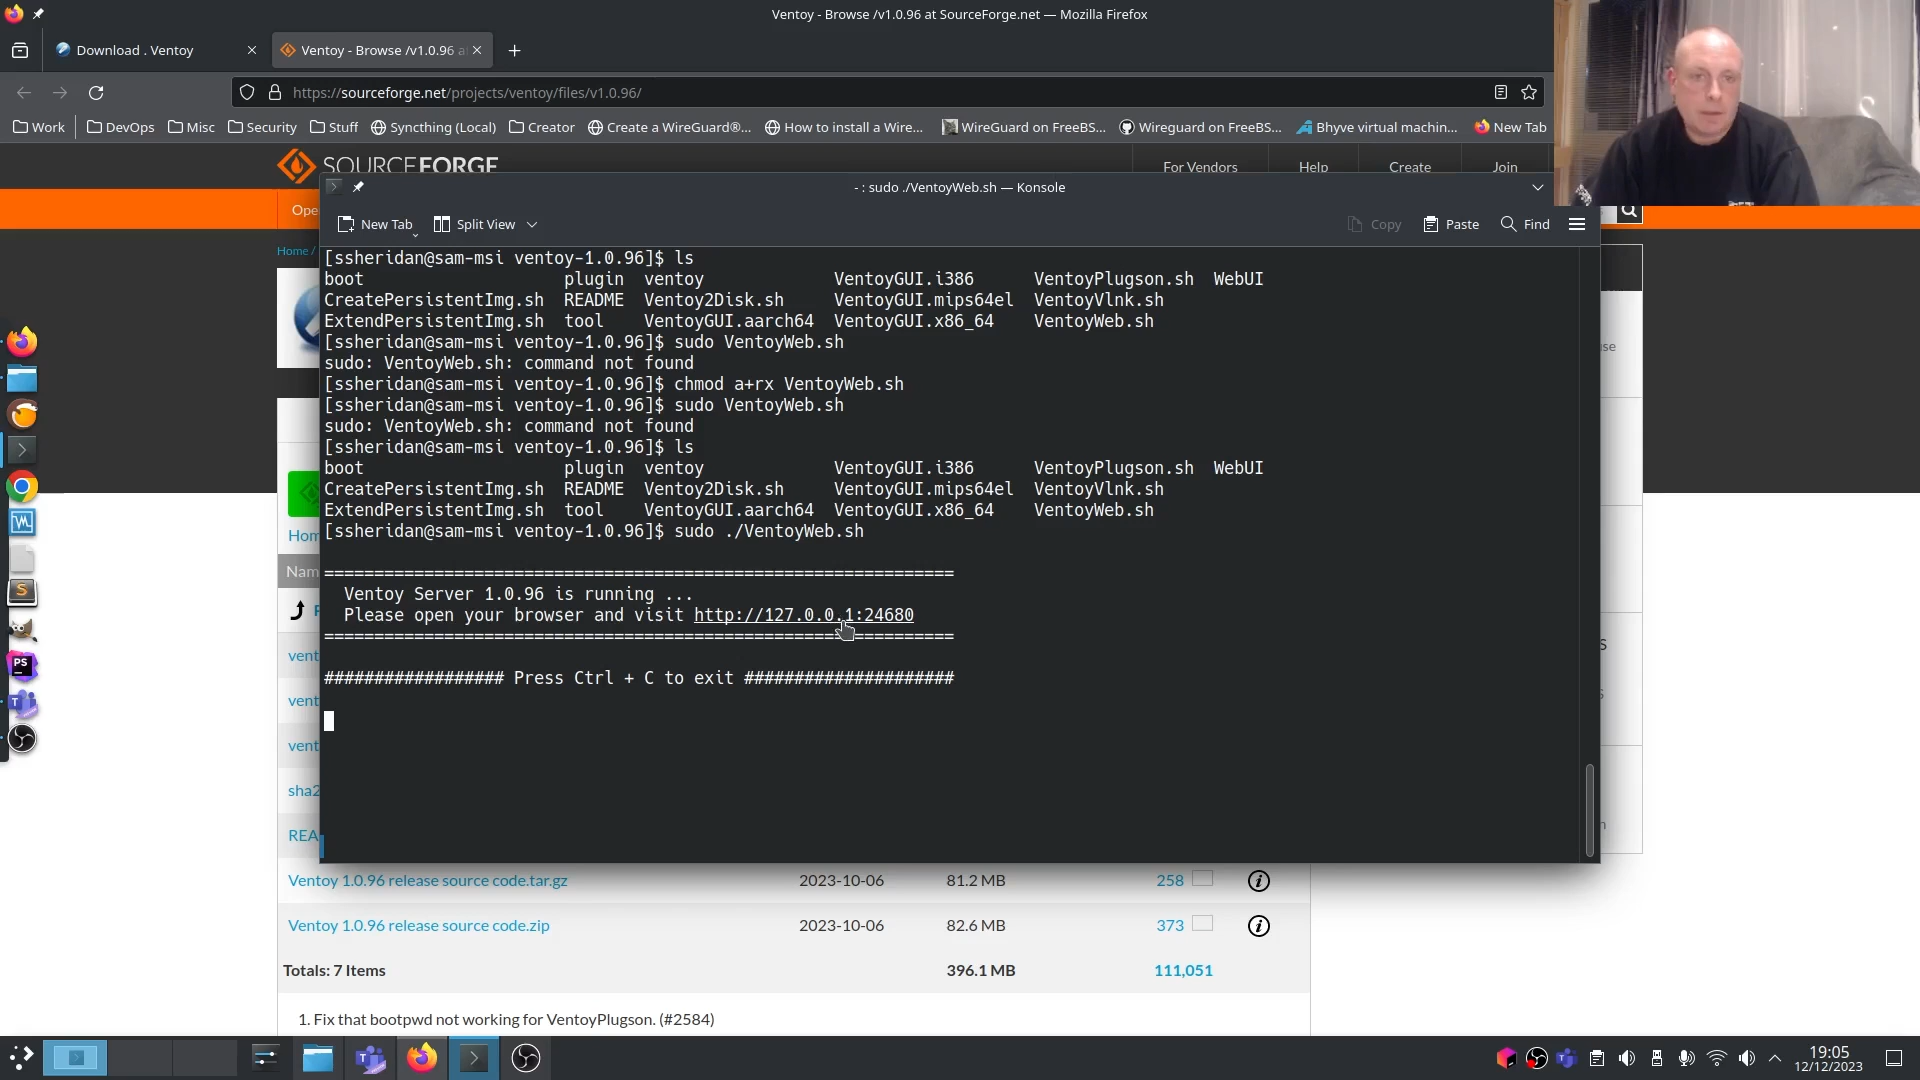 Ventoy - Browse /v1.0.96 at SourceForge.net — Mozilla Firefox
Download . Ventoy
Ventoy - Browse /v1.0.96 a
https://sourceforge.net/projects/ventoy/files/v1.0.96/
Work
DevOps
Misc
Security
Stuff
Syncthing (Local)
Creator
Create a WireGuard®...
How to install a Wire...
WireGuard on FreeBS...
Wireguard on FreeBS...
Bhyve virtual machin...
New Tab
SOURCEFORGE
For Vendors
Help
Create
Join
Home /
- : sudo ./VentoyWeb.sh — Konsole
New Tab
Split View
Copy
Paste
Find
[ssheridan@sam-msi ventoy-1.0.96]$ ls
boot plugin ventoy VentoyGUI.i386 VentoyPlugson.sh WebUI
CreatePersistentImg.sh README Ventoy2Disk.sh VentoyGUI.mips64el VentoyVlnk.sh
ExtendPersistentImg.sh tool VentoyGUI.aarch64 VentoyGUI.x86_64 VentoyWeb.sh
[ssheridan@sam-msi ventoy-1.0.96]$ sudo VentoyWeb.sh
sudo: VentoyWeb.sh: command not found
[ssheridan@sam-msi ventoy-1.0.96]$ chmod a+rx VentoyWeb.sh
[ssheridan@sam-msi ventoy-1.0.96]$ sudo VentoyWeb.sh
sudo: VentoyWeb.sh: command not found
[ssheridan@sam-msi ventoy-1.0.96]$ ls
boot plugin ventoy VentoyGUI.i386 VentoyPlugson.sh WebUI
CreatePersistentImg.sh README Ventoy2Disk.sh VentoyGUI.mips64el VentoyVlnk.sh
ExtendPersistentImg.sh tool VentoyGUI.aarch64 VentoyGUI.x86_64 VentoyWeb.sh
[ssheridan@sam-msi ventoy-1.0.96]$ sudo ./VentoyWeb.sh
===============================================================
Ventoy Server 1.0.96 is running ...
Please open your browser and visit http://127.0.0.1:24680
===============================================================
################## Press Ctrl + C to exit #####################
Ventoy 1.0.96 release source code.tar.gz 2023-10-06 81.2 MB 258
Ventoy 1.0.96 release source code.zip 2023-10-06 82.6 MB 373
Totals: 7 Items 396.1 MB 111,051
1. Fix that bootpwd not working for VentoyPlugson. (#2584)
19:05
12/12/2023